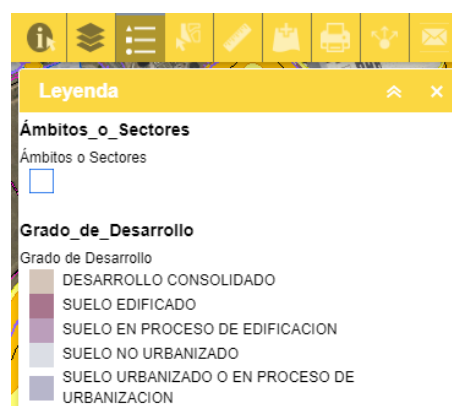 Leyenda
Ámbitos_o_Sectores
Ámbitos o Sectores
Grado_de_Desarrollo
Grado de Desarrollo
DESARROLLO CONSOLIDADO
SUELO EDIFICADO
SUELO EN PROCESO DE EDIFICACION
SUELO NO URBANIZADO
SUELO URBANIZADO O EN PROCESO DE
URBANIZACION